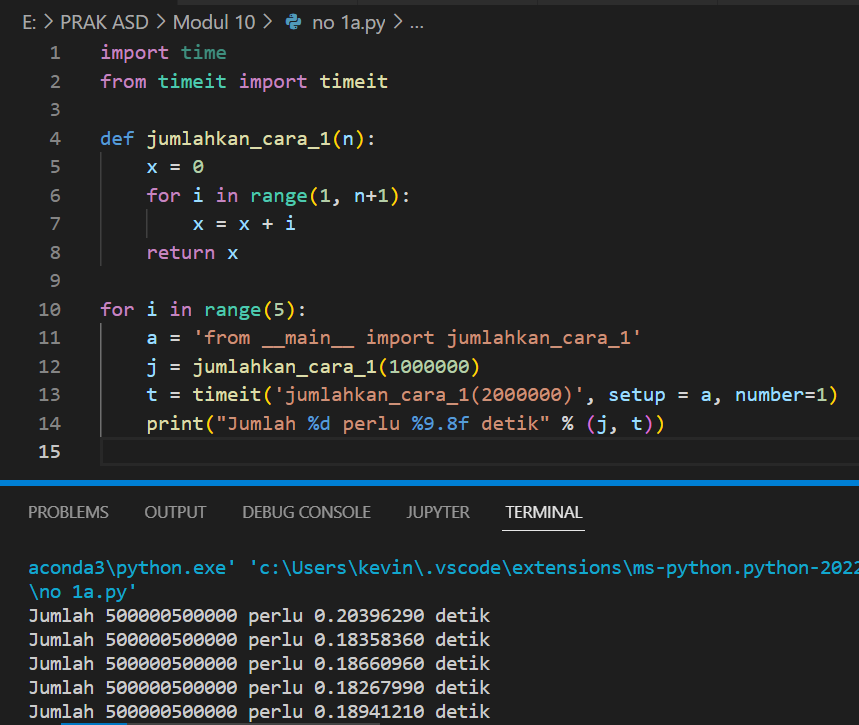 E: > PRAK ASD > Modul 10 > no 1a.py > ...
1 import time
2 from timeit import timeit
3
4 def jumlahkan_cara_1(n):
5     x = 0
6     for i in range(1, n+1):
7         x = x + i
8     return x
9
10 for i in range(5):
11     a = 'from __main__ import jumlahkan_cara_1'
12     j = jumlahkan_cara_1(1000000)
13     t = timeit('jumlahkan_cara_1(2000000)', setup = a, number=1)
14     print("Jumlah %d perlu %9.8f detik" % (j, t))
15
PROBLEMS OUTPUT DEBUG CONSOLE JUPYTER TERMINAL
aconda3\python.exe' 'c:\Users\kevin\.vscode\extensions\ms-python.python-2022
\no 1a.py'
Jumlah 500000500000 perlu 0.20396290 detik
Jumlah 500000500000 perlu 0.18358360 detik
Jumlah 500000500000 perlu 0.18660960 detik
Jumlah 500000500000 perlu 0.18267990 detik
Jumlah 500000500000 perlu 0.18941210 detik